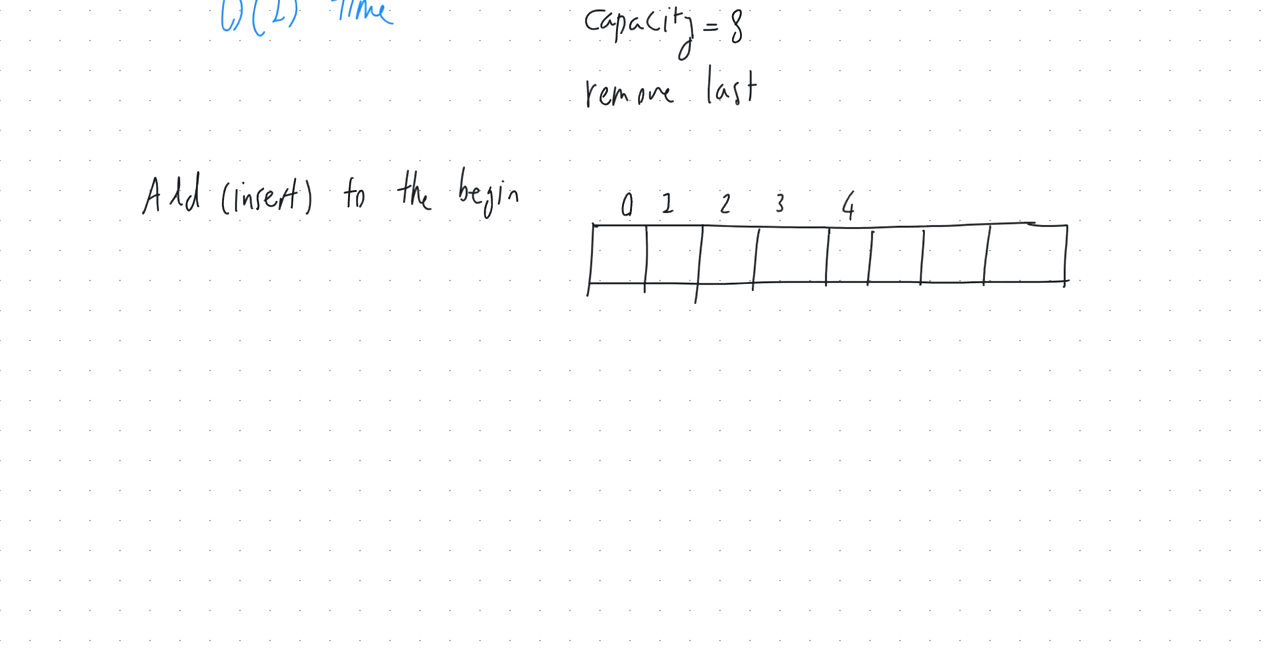 O(1) Time
Capacity = 8
remove last
Add (insert) to the begin
0 1 2 3 4